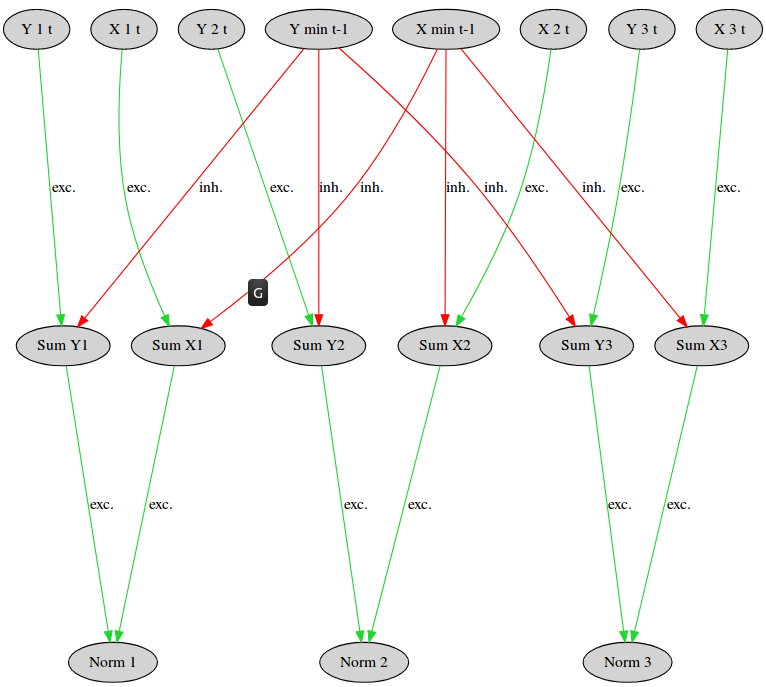 Y 1 t
X 1 t
Y 2 t
Y min t-1
X min t-1
X 2 t
Y 3 t
X 3 t
exc.
exc.
inh.
exc.
inh.
inh.
inh.
inh.
exc.
inh.
exc.
exc.
G
Sum Y1
Sum X1
Sum Y2
Sum X2
Sum Y3
Sum X3
exc.
exc.
exc.
exc.
exc.
exc.
Norm 1
Norm 2
Norm 3